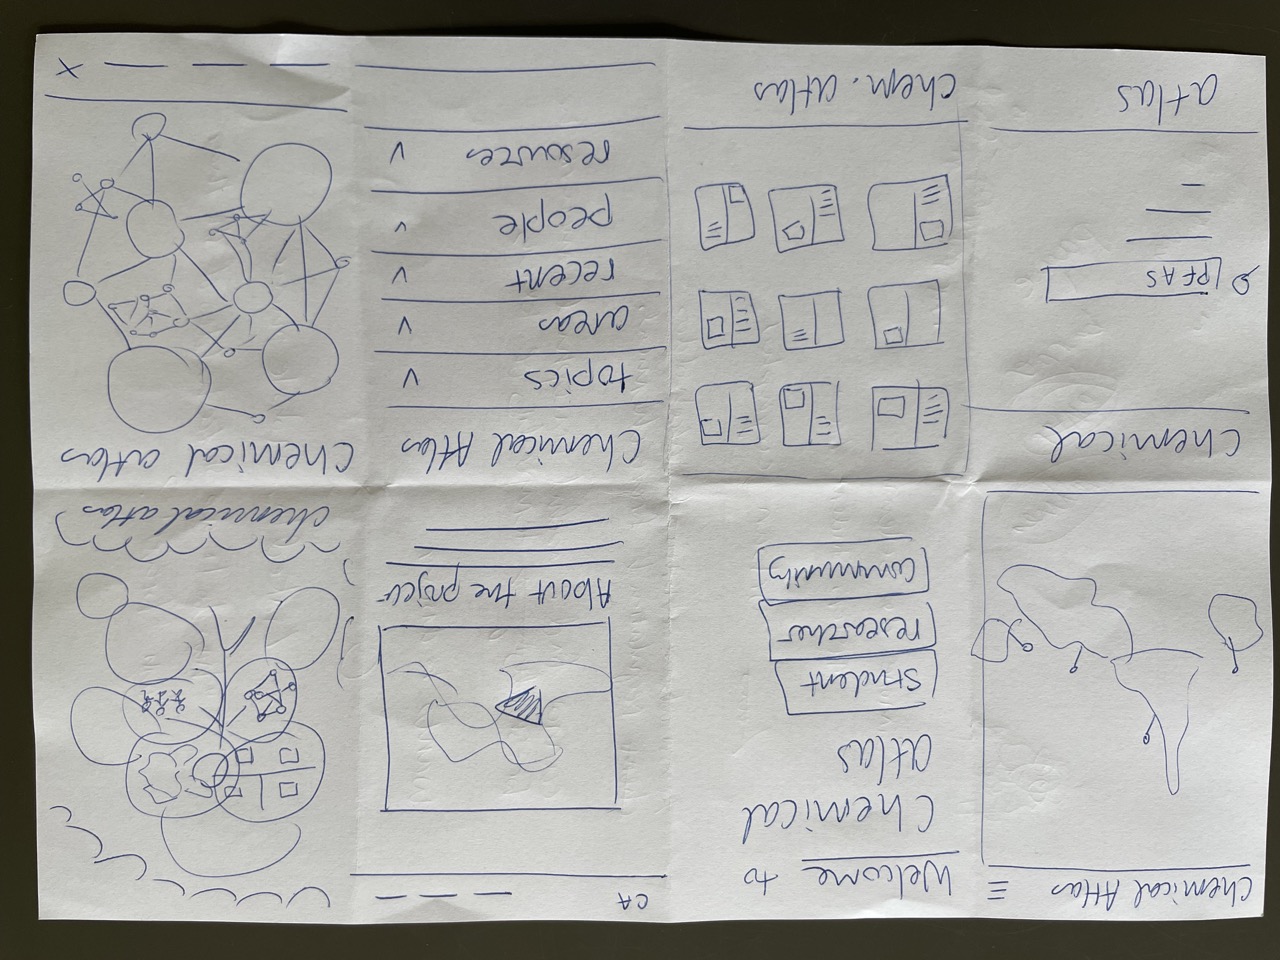 Chemical Atlas
Welcome to
Chemical
atlas
student
researcher
community
CA
About the project
chemical atlas
Chemical
PFAS
atlas
chem. atlas
Chemical Atlas
topics
areas
recent
people
resources
Chemical atlas
X